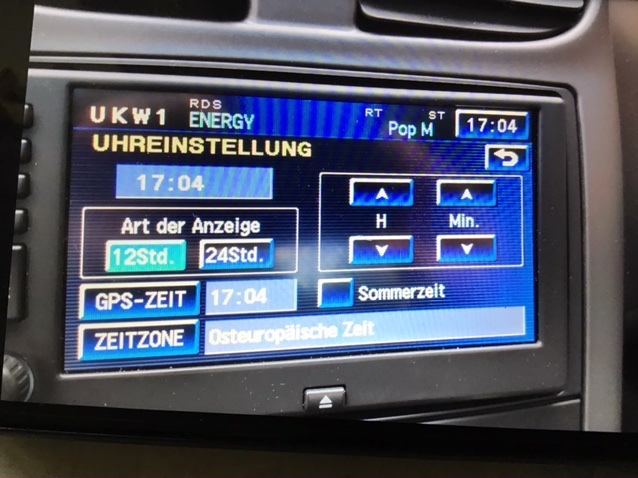 UKW1 RDS ENERGY RT Pop M ST 17:04
UHREINSTELLUNG
17:04
Art der Anzeige
12Std. 24Std.
H Min.
GPS-ZEIT 17:04
Sommerzeit
ZEITZONE Osteuropäische Zeit